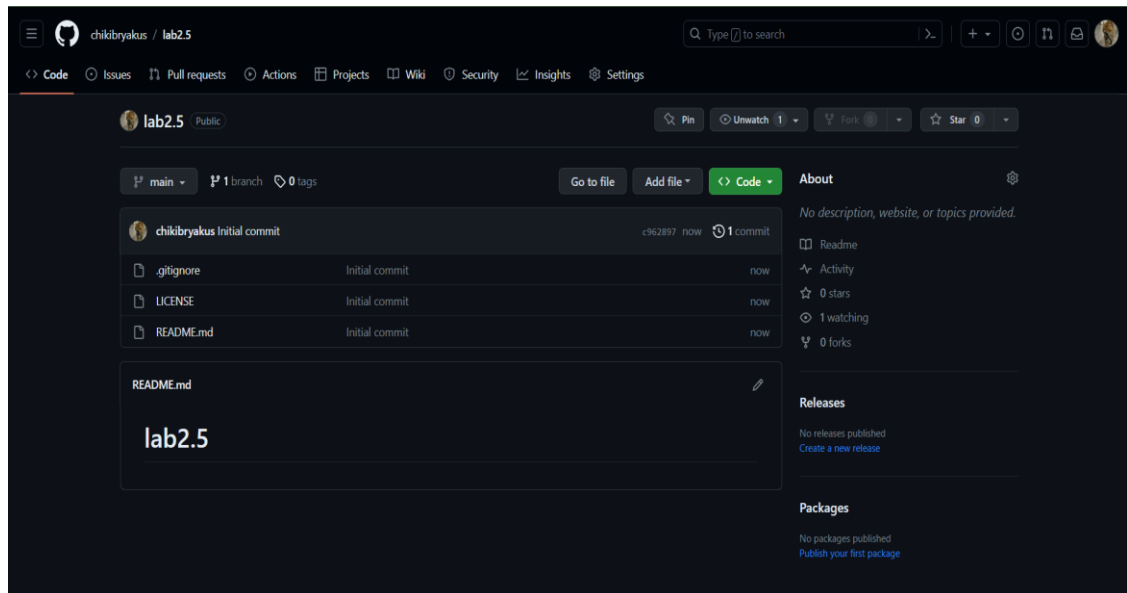 chikibryakus / lab2.5
Type / to search
Code Issues Pull requests Actions Projects Wiki Security Insights Settings
lab2.5 Public
Pin Unwatch 1 Fork 0 Star 0
main 1 branch 0 tags
Go to file Add file Code
chikibryakus Initial commit c962897 now 1 commit
.gitignore Initial commit now
LICENSE Initial commit now
README.md Initial commit now
README.md
lab2.5
About
No description, website, or topics provided.
Readme
Activity
0 stars
1 watching
0 forks
Releases
No releases published
Create a new release
Packages
No packages published
Publish your first package